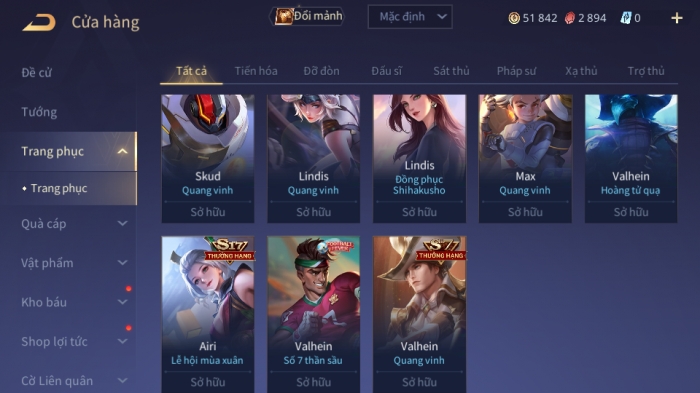 Cửa hàng
Đổi mảnh
Mặc định
51 842
2 894
0
Đề cử
Tướng
Trang phục
Trang phục
Quà cáp
Vật phẩm
Kho báu
Shop lợi tức
Cờ Liên quân
Tất cả
Tiến hóa
Đỡ đòn
Đấu sĩ
Sát thủ
Pháp sư
Xạ thủ
Trợ thủ
Skud
Quang vinh
Sở hữu
Lindis
Quang vinh
Sở hữu
Lindis
Đồng phục
Shihakusho
Sở hữu
Max
Quang vinh
Sở hữu
Valhein
Hoàng tử quạ
Sở hữu
S17
THƯỞNG HẠNG
Airi
Lễ hội mùa xuân
Sở hữu
FOOTBALL
FEVER
Valhein
Số 7 thần sầu
Sở hữu
S7
THƯỞNG HẠNG
Valhein
Quang vinh
Sở hữu